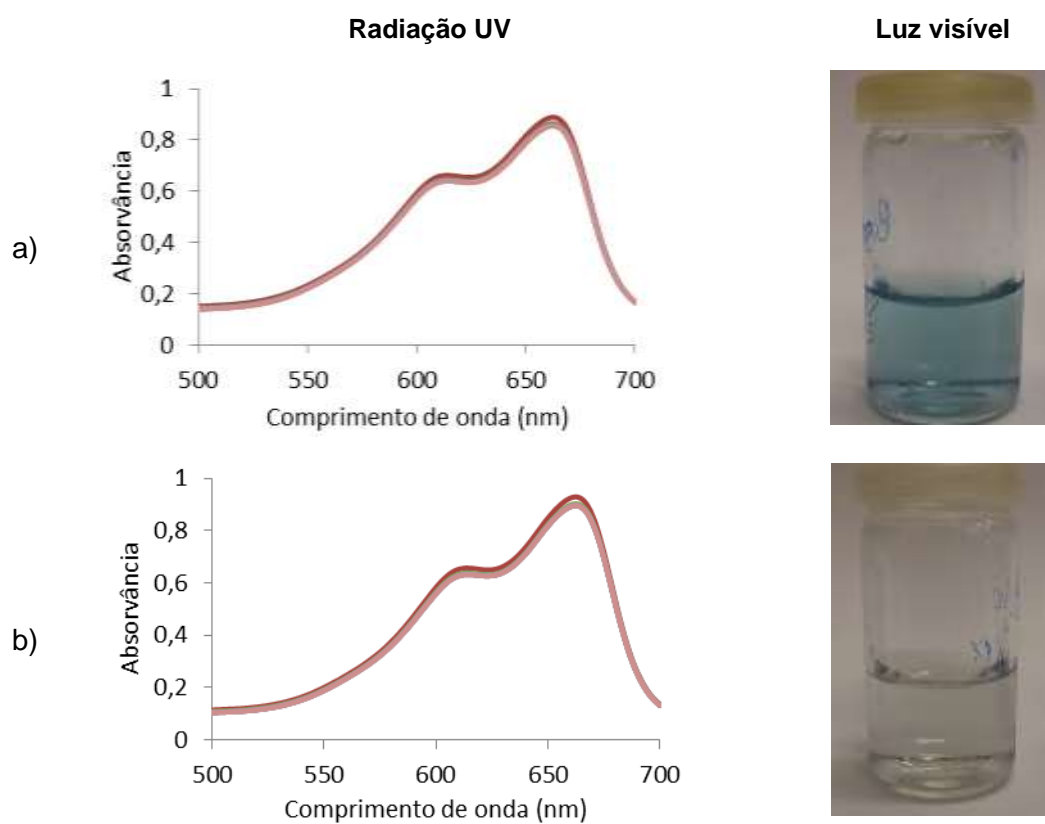 Radiação UV
Luz visível
a)
Absorvância
1
0,8
0,6
0,4
0,2
0
500 550 600 650 700
Comprimento de onda (nm)
b)
Absorvância
1
0,8
0,6
0,4
0,2
0
500 550 600 650 700
Comprimento de onda (nm)